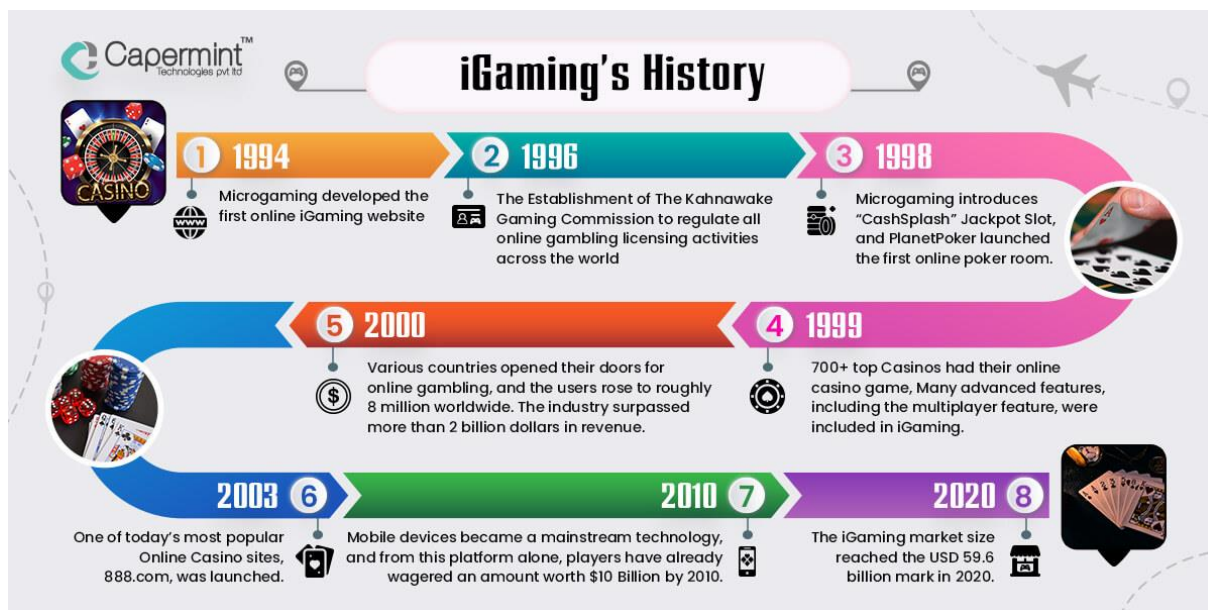 Capermint™
Technologies pvt ltd
iGaming's History
CASINO
1 1994
Microgaming developed the
first online iGaming website
www
2 1996
The Establishment of The Kahnawake
Gaming Commission to regulate all
online gambling licensing activities
across the world
3 1998
Microgaming introduces
“CashSplash” Jackpot Slot,
and PlanetPoker launched
the first online poker room.
4 1999
700+ top Casinos had their online
casino game, Many advanced features,
including the multiplayer feature, were
included in iGaming.
5 2000
Various countries opened their doors for
online gambling, and the users rose to roughly
8 million worldwide. The industry surpassed
more than 2 billion dollars in revenue.
$
2003 6
One of today's most popular
Online Casino sites,
888.com, was launched.
2010 7
Mobile devices became a mainstream technology,
and from this platform alone, players have already
wagered an amount worth $10 Billion by 2010.
2020 8
The iGaming market size
reached the USD 59.6
billion mark in 2020.